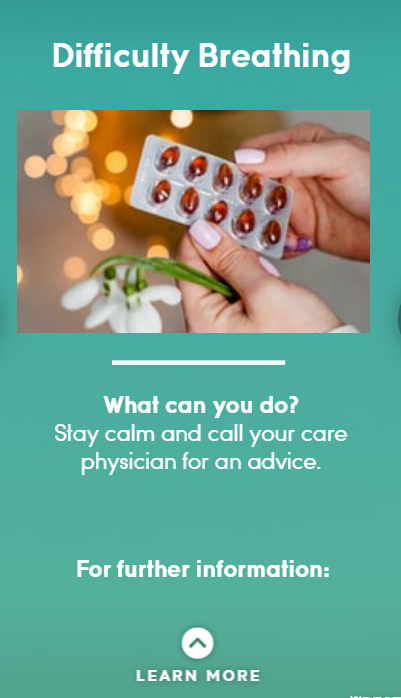 Difficulty Breathing
What can you do?
Stay calm and call your care
physician for an advice.
For further information:
LEARN MORE